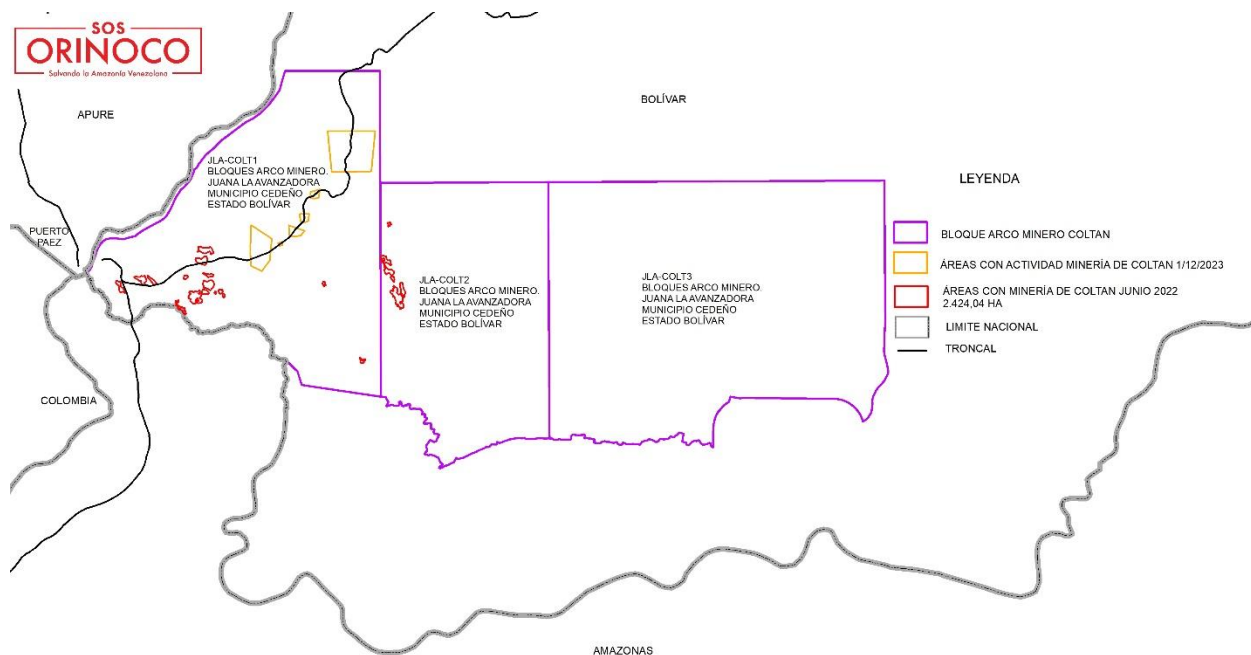 SOS
ORINOCO
Salvando la Amazonía Venezolana
APURE
BOLÍVAR
JLA-COLT1
BLOQUES ARCO MINERO.
JUANA LA AVANZADORA
MUNICIPIO CEDEÑO
ESTADO BOLÍVAR
PUERTO
PAEZ
JLA-COLT2
BLOQUES ARCO MINERO.
JUANA LA AVANZADORA
MUNICIPIO CEDEÑO
ESTADO BOLÍVAR
JLA-COLT3
BLOQUES ARCO MINERO.
JUANA LA AVANZADORA
MUNICIPIO CEDEÑO
ESTADO BOLÍVAR
LEYENDA
BLOQUE ARCO MINERO COLTAN
ÁREAS CON ACTIVIDAD MINERÍA DE COLTAN 1/12/2023
ÁREAS CON MINERÍA DE COLTAN JUNIO 2022
2.424,04 HA
LIMITE NACIONAL
TRONCAL
COLOMBIA
AMAZONAS